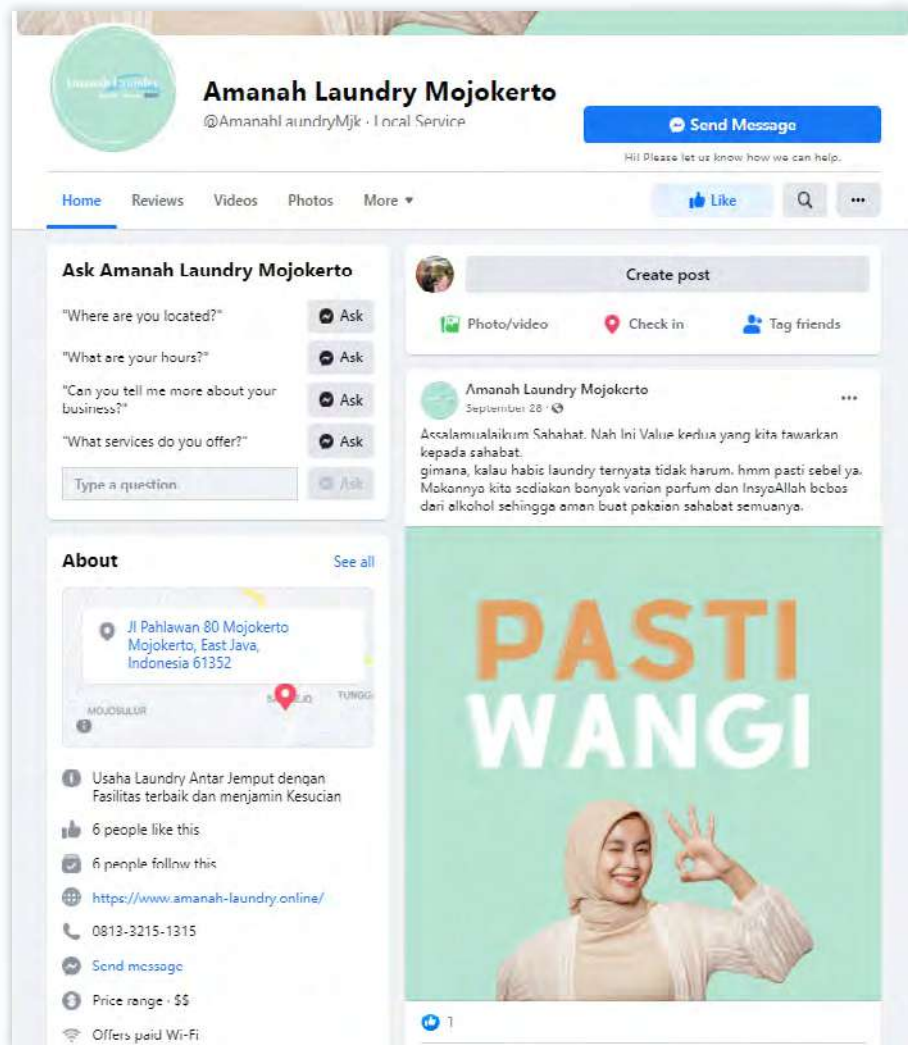 Amanah Laundry
Amanah Laundry Mojokerto
@AmanahLaundryMjk · Local Service
Send Message
Hi! Please let us know how we can help.
Home
Reviews
Videos
Photos
More
Like
Ask Amanah Laundry Mojokerto
"Where are you located?"
Ask
"What are your hours?"
Ask
"Can you tell me more about your
business?"
Ask
"What services do you offer?"
Ask
Type a question
Ask
About
See all
Jl Pahlawan 80 Mojokerto
Mojokerto, East Java,
Indonesia 61352
MOJOSULUR
TUNGG
Usaha Laundry Antar Jemput dengan
Fasilitas terbaik dan menjamin Kesucian
6 people like this
6 people follow this
https://www.amanah-laundry.online/
0813-3215-1315
Send message
Price range · $$
Offers paid Wi-Fi
Create post
Photo/video
Check in
Tag friends
Amanah Laundry Mojokerto
September 28 ·
Assalamualaikum Sahabat. Nah Ini Value kedua yang kita tawarkan
kepada sahabat.
gimana, kalau habis laundry ternyata tidak harum. hmm pasti sebel ya.
Makannya kita sediakan banyak varian parfum dan InsyaAllah bebas
dari alkohol sehingga aman buat pakaian sahabat semuanya.
PASTI
WANGI
1